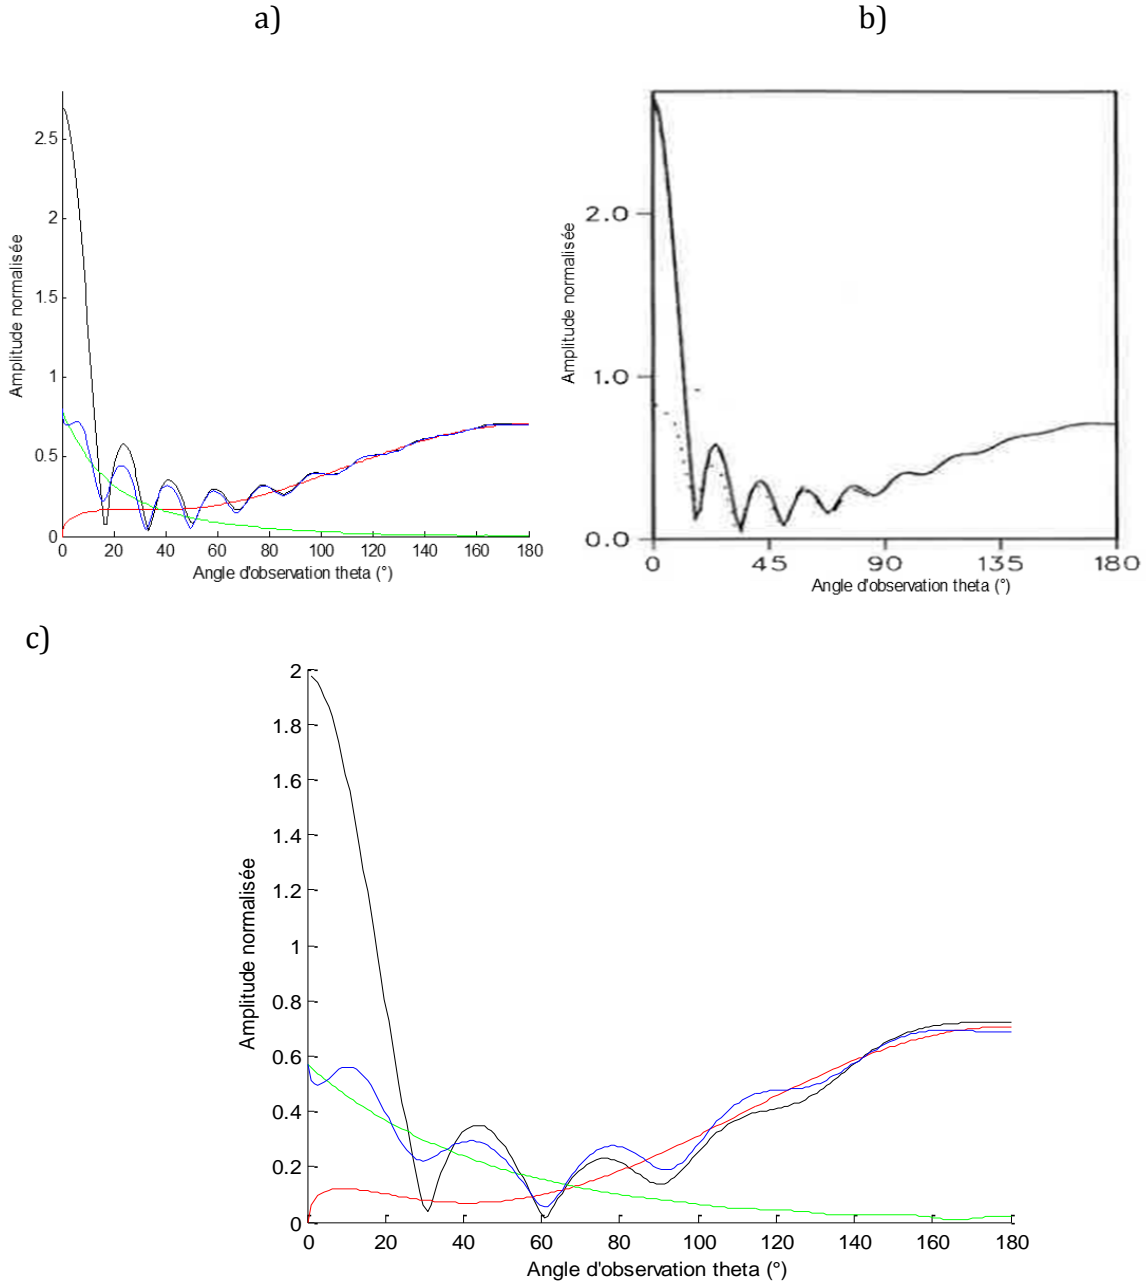 a)
b)
2.5
2
1.5
1
0.5
0
0 20 40 60 80 100 120 140 160 180
Amplitude normalisée
Angle d'observation theta (°)
2.0
1.0
0.0
0 45 90 135 180
Amplitude normalisée
Angle d'observation theta (°)
c)
2
1.8
1.6
1.4
1.2
1
0.8
0.6
0.4
0.2
0
0 20 40 60 80 100 120 140 160 180
Amplitude normalisée
Angle d'observation theta (°)